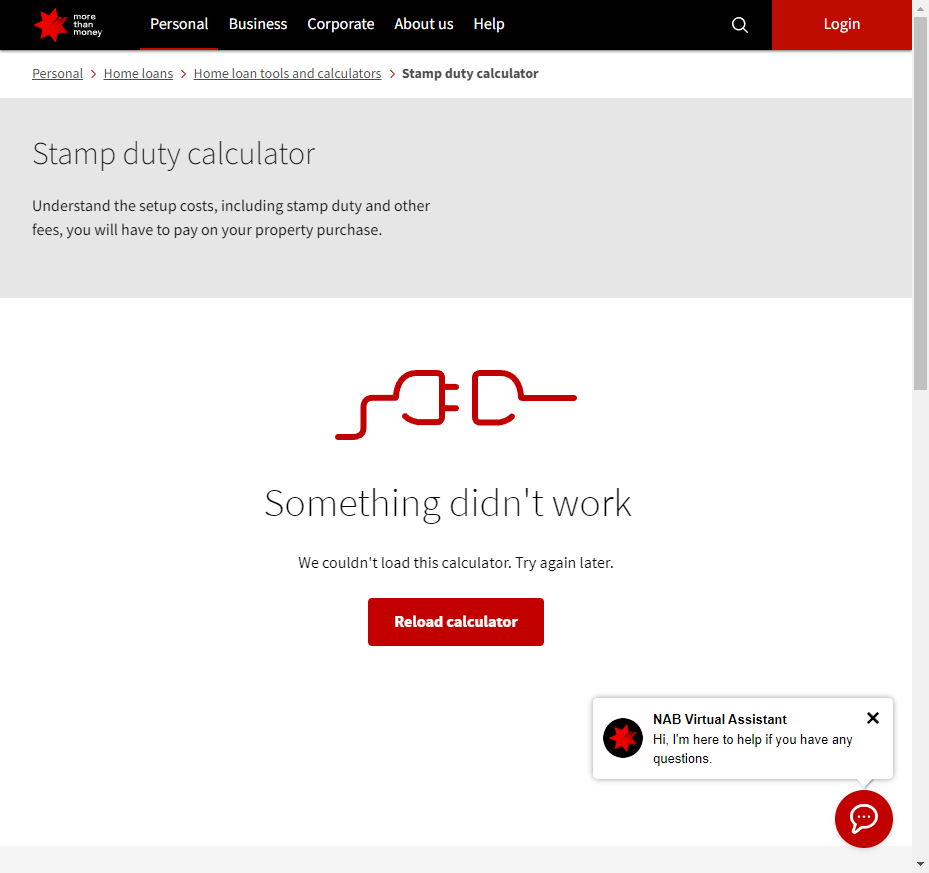 more
than
money
Personal
Business
Corporate
About us
Help
Login
Personal > Home loans > Home loan tools and calculators > Stamp duty calculator
Stamp duty calculator
Understand the setup costs, including stamp duty and other
fees, you will have to pay on your property purchase.
Something didn't work
We couldn't load this calculator. Try again later.
Reload calculator
NAB Virtual Assistant
Hi, I'm here to help if you have any
questions.